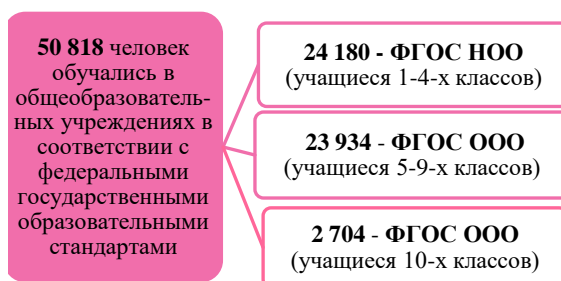 50 818 человек
обучались в
общеобразователь-
ных учреждениях в
соответствии с
федеральными
государственными
образовательными
стандартами
24 180 - ФГОС НОО
(учащиеся 1-4-х классов)
23 934 - ФГОС ООО
(учащиеся 5-9-х классов)
2 704 - ФГОС ООО
(учащиеся 10-х классов)